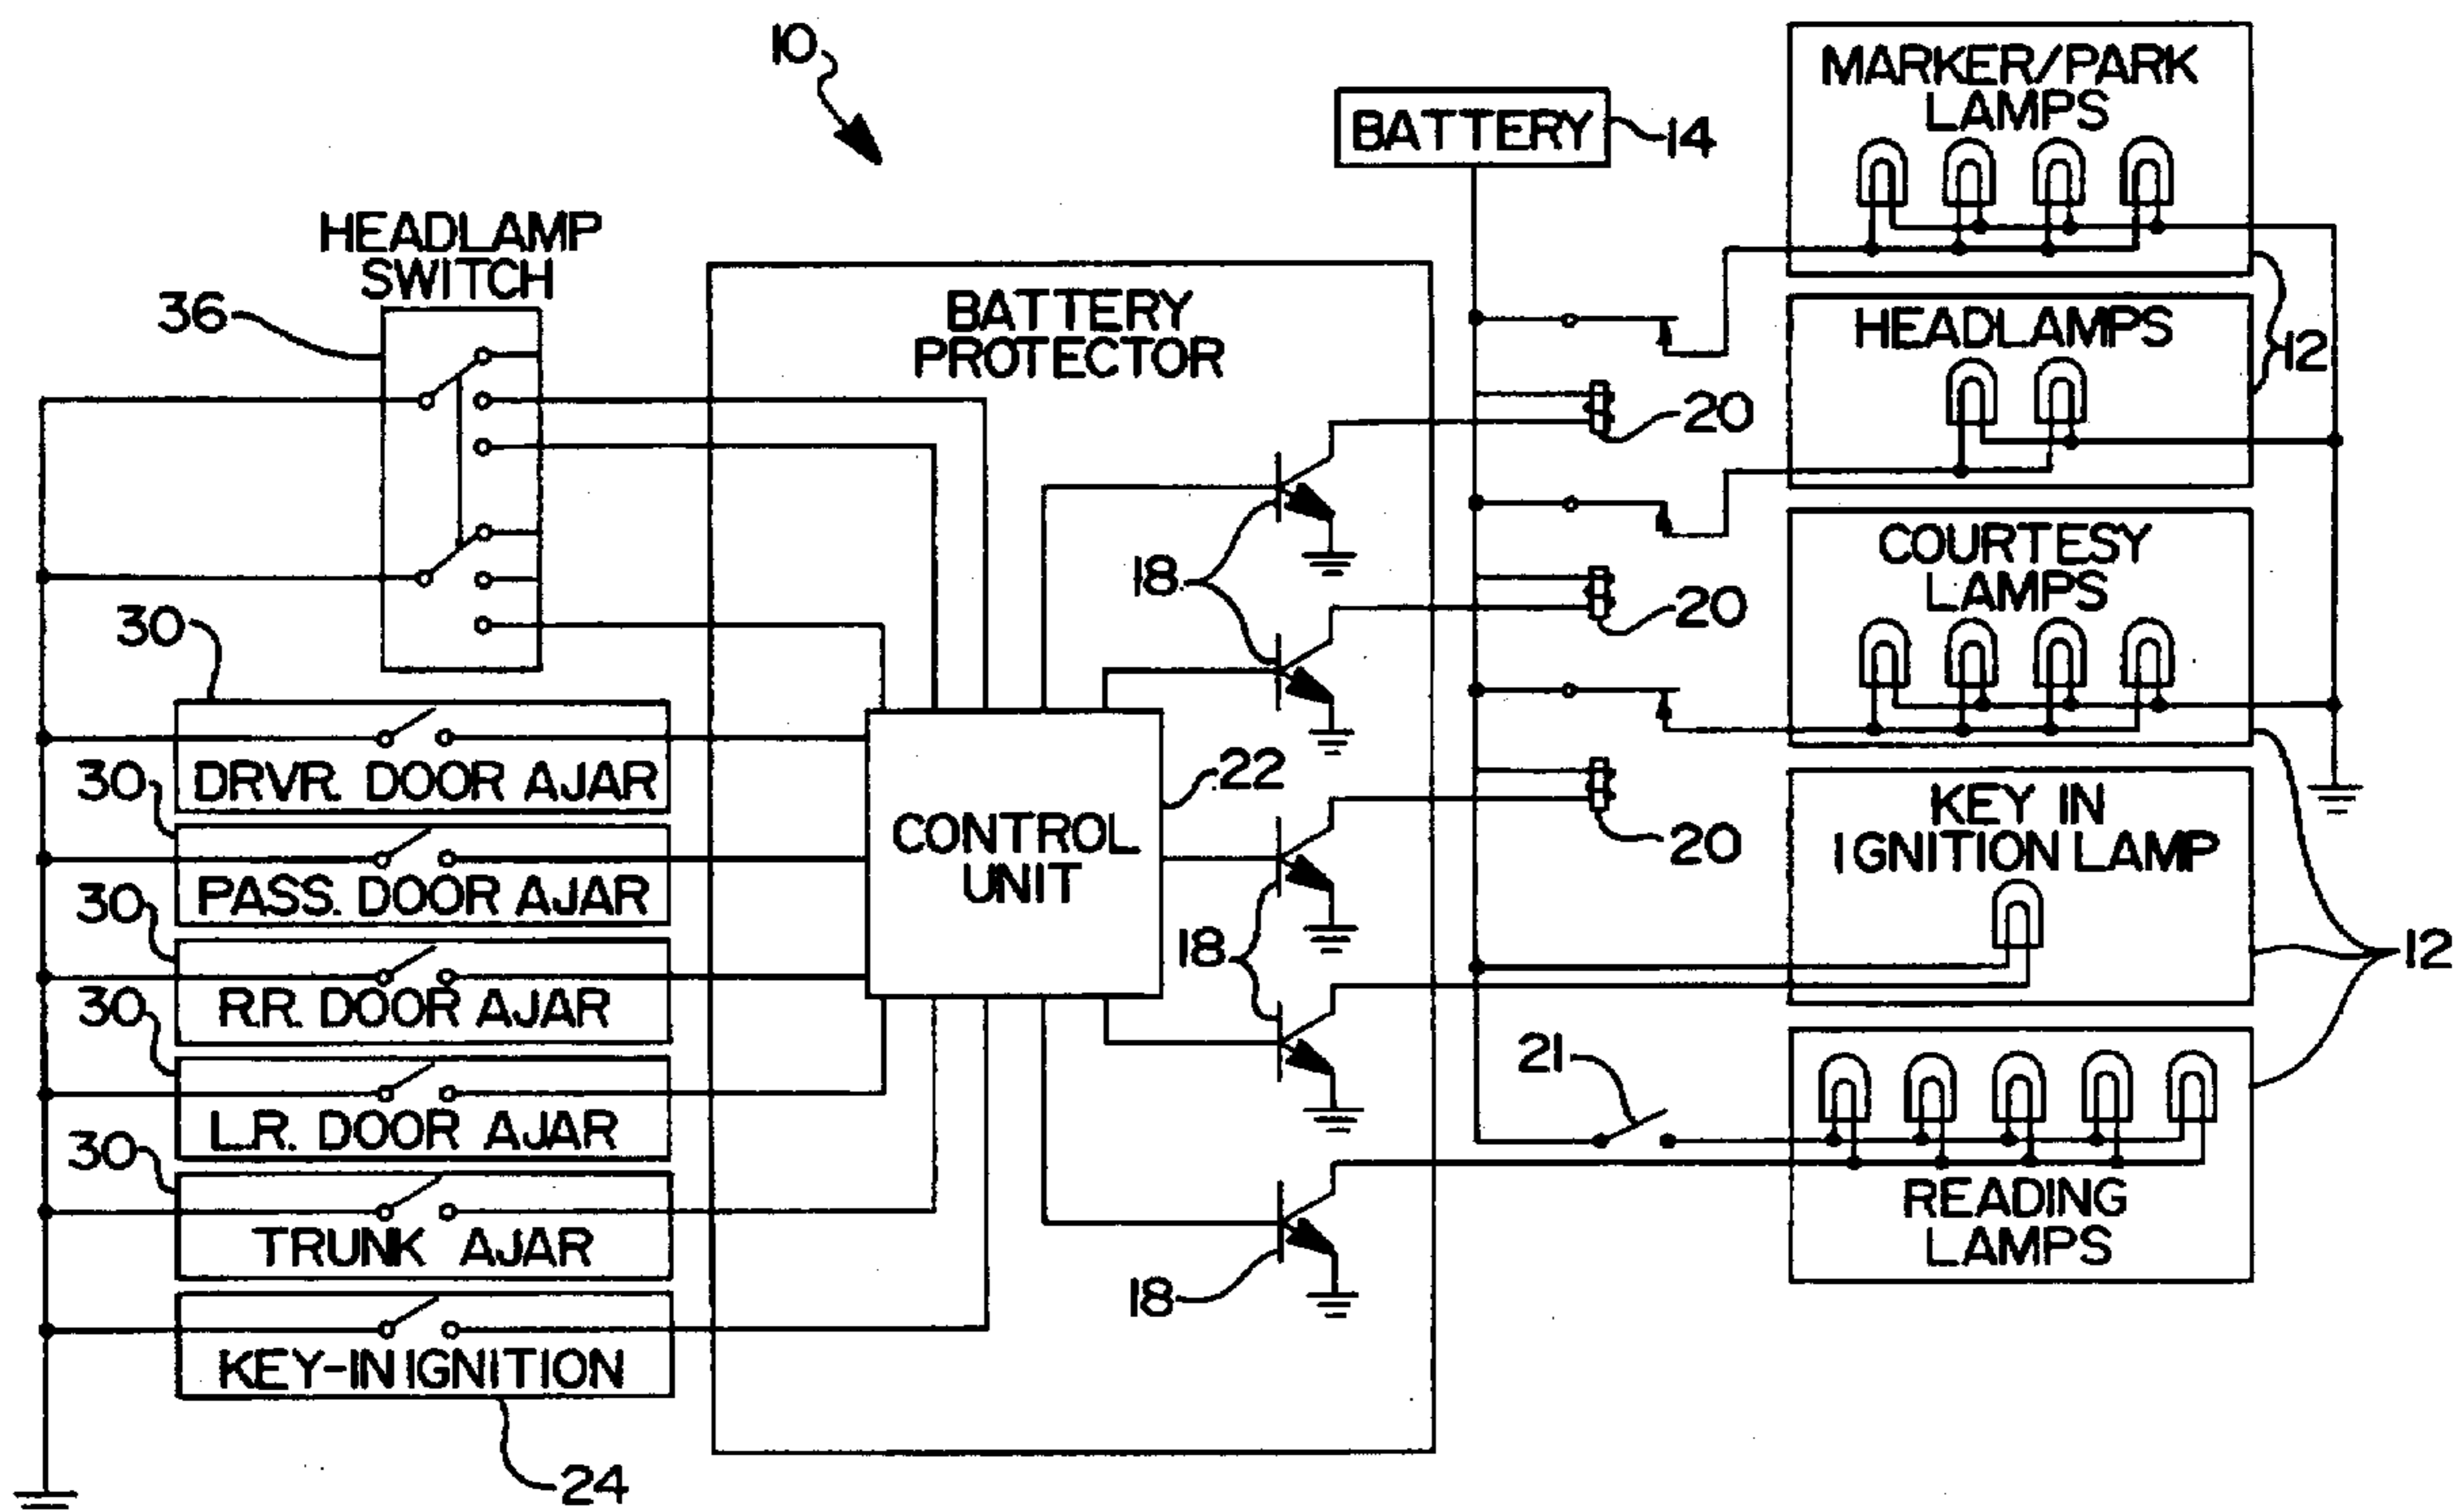 10
BATTERY
14
MARKER/PARK
LAMPS
HEADLAMP
SWITCH
36
BATTERY
PROTECTOR
HEADLAMPS
12
20
18
COURTESY
LAMPS
20
30
DRVR. DOOR AJAR
30
PASS. DOOR AJAR
30
R.R. DOOR AJAR
30
L.R. DOOR AJAR
30
TRUNK AJAR
KEY-IN IGNITION
24
CONTROL
UNIT
22
20
18
18
KEY IN
IGNITION LAMP
12
21
READING
LAMPS